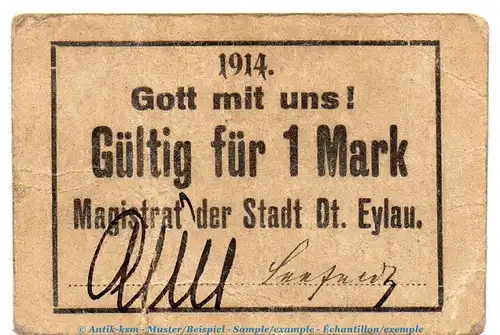 1914.
Gott mit uns!
Gültig für 1 Mark
Magistrat der Stadt Dt. Eylau.
© Antik-ksm - Muster/Beispiel - Sample/example - Échantillon/exemple